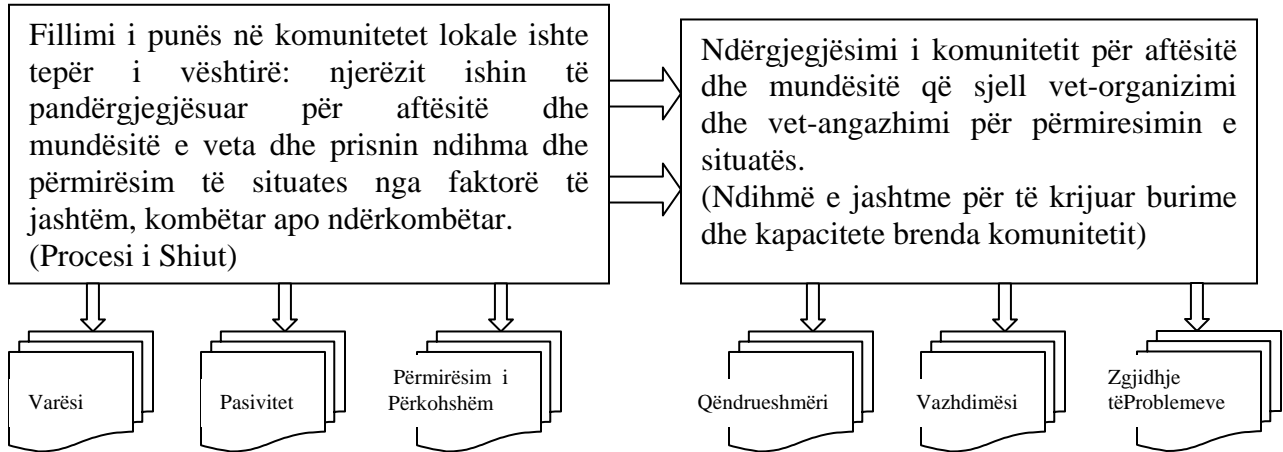 Fillimi i punës në komunitetet lokale ishte
tepër i vështirë: njerëzit ishin të
pandërgjegjësuar për aftësitë dhe
mundësitë e veta dhe prisnin ndihma dhe
përmirësim të situates nga faktorë të
jashtëm, kombëtar apo ndërkombëtar.
(Procesi i Shiut)
Ndërgjegjësimi i komunitetit për aftësitë
dhe mundësitë që sjell vet-organizimi
dhe vet-angazhimi për përmiresimin e
situatës.
(Ndihmë e jashtme për të krijuar burime
dhe kapacitete brenda komunitetit)
Varësi
Pasivitet
Përmirësim i
Përkohshëm
Qëndrueshmëri
Vazhdimësi
Zgjidhje
tëProblemeve